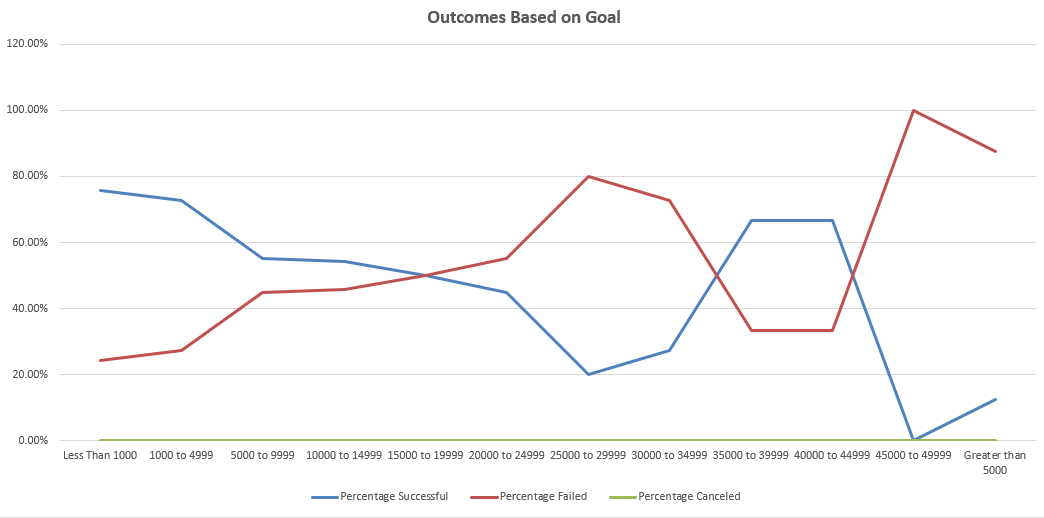 Outcomes Based on Goal
120.00%
100.00%
80.00%
60.00%
40.00%
20.00%
0.00%
Less Than 1000 1000 to 4999 5000 to 9999 10000 to 14999 15000 to 19999 20000 to 24999 25000 to 29999 30000 to 34999 35000 to 39999 40000 to 44999 45000 to 49999 Greater than
5000
Percentage Successful Percentage Failed Percentage Canceled